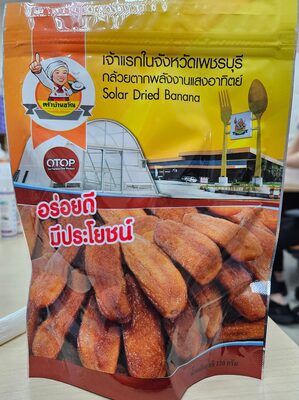 เจ้าแรกในจังหวัดเพชรบุรี
กล้วยตากพลังงานแสงอาทิตย์
Solar Dried Banana
OTOP
อร่อยดี
มีประโยชน์
กรัม